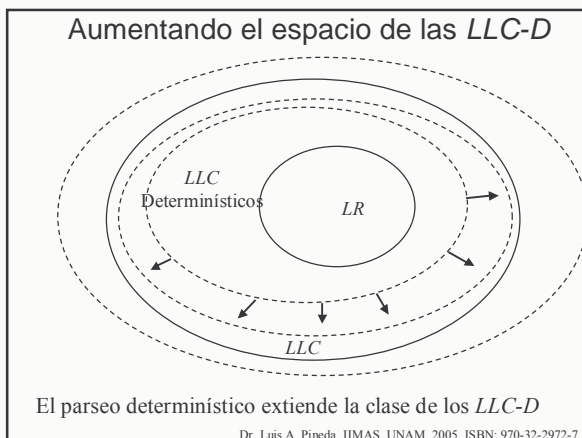 Aumentando el espacio de las LLC-D
LLC
Determinísticos
LR
LLC
El parseo determinístico extiende la clase de los LLC-D
Dr. Luis A. Pineda, IIMAS, UNAM, 2005. ISBN: 970-32-2972-7